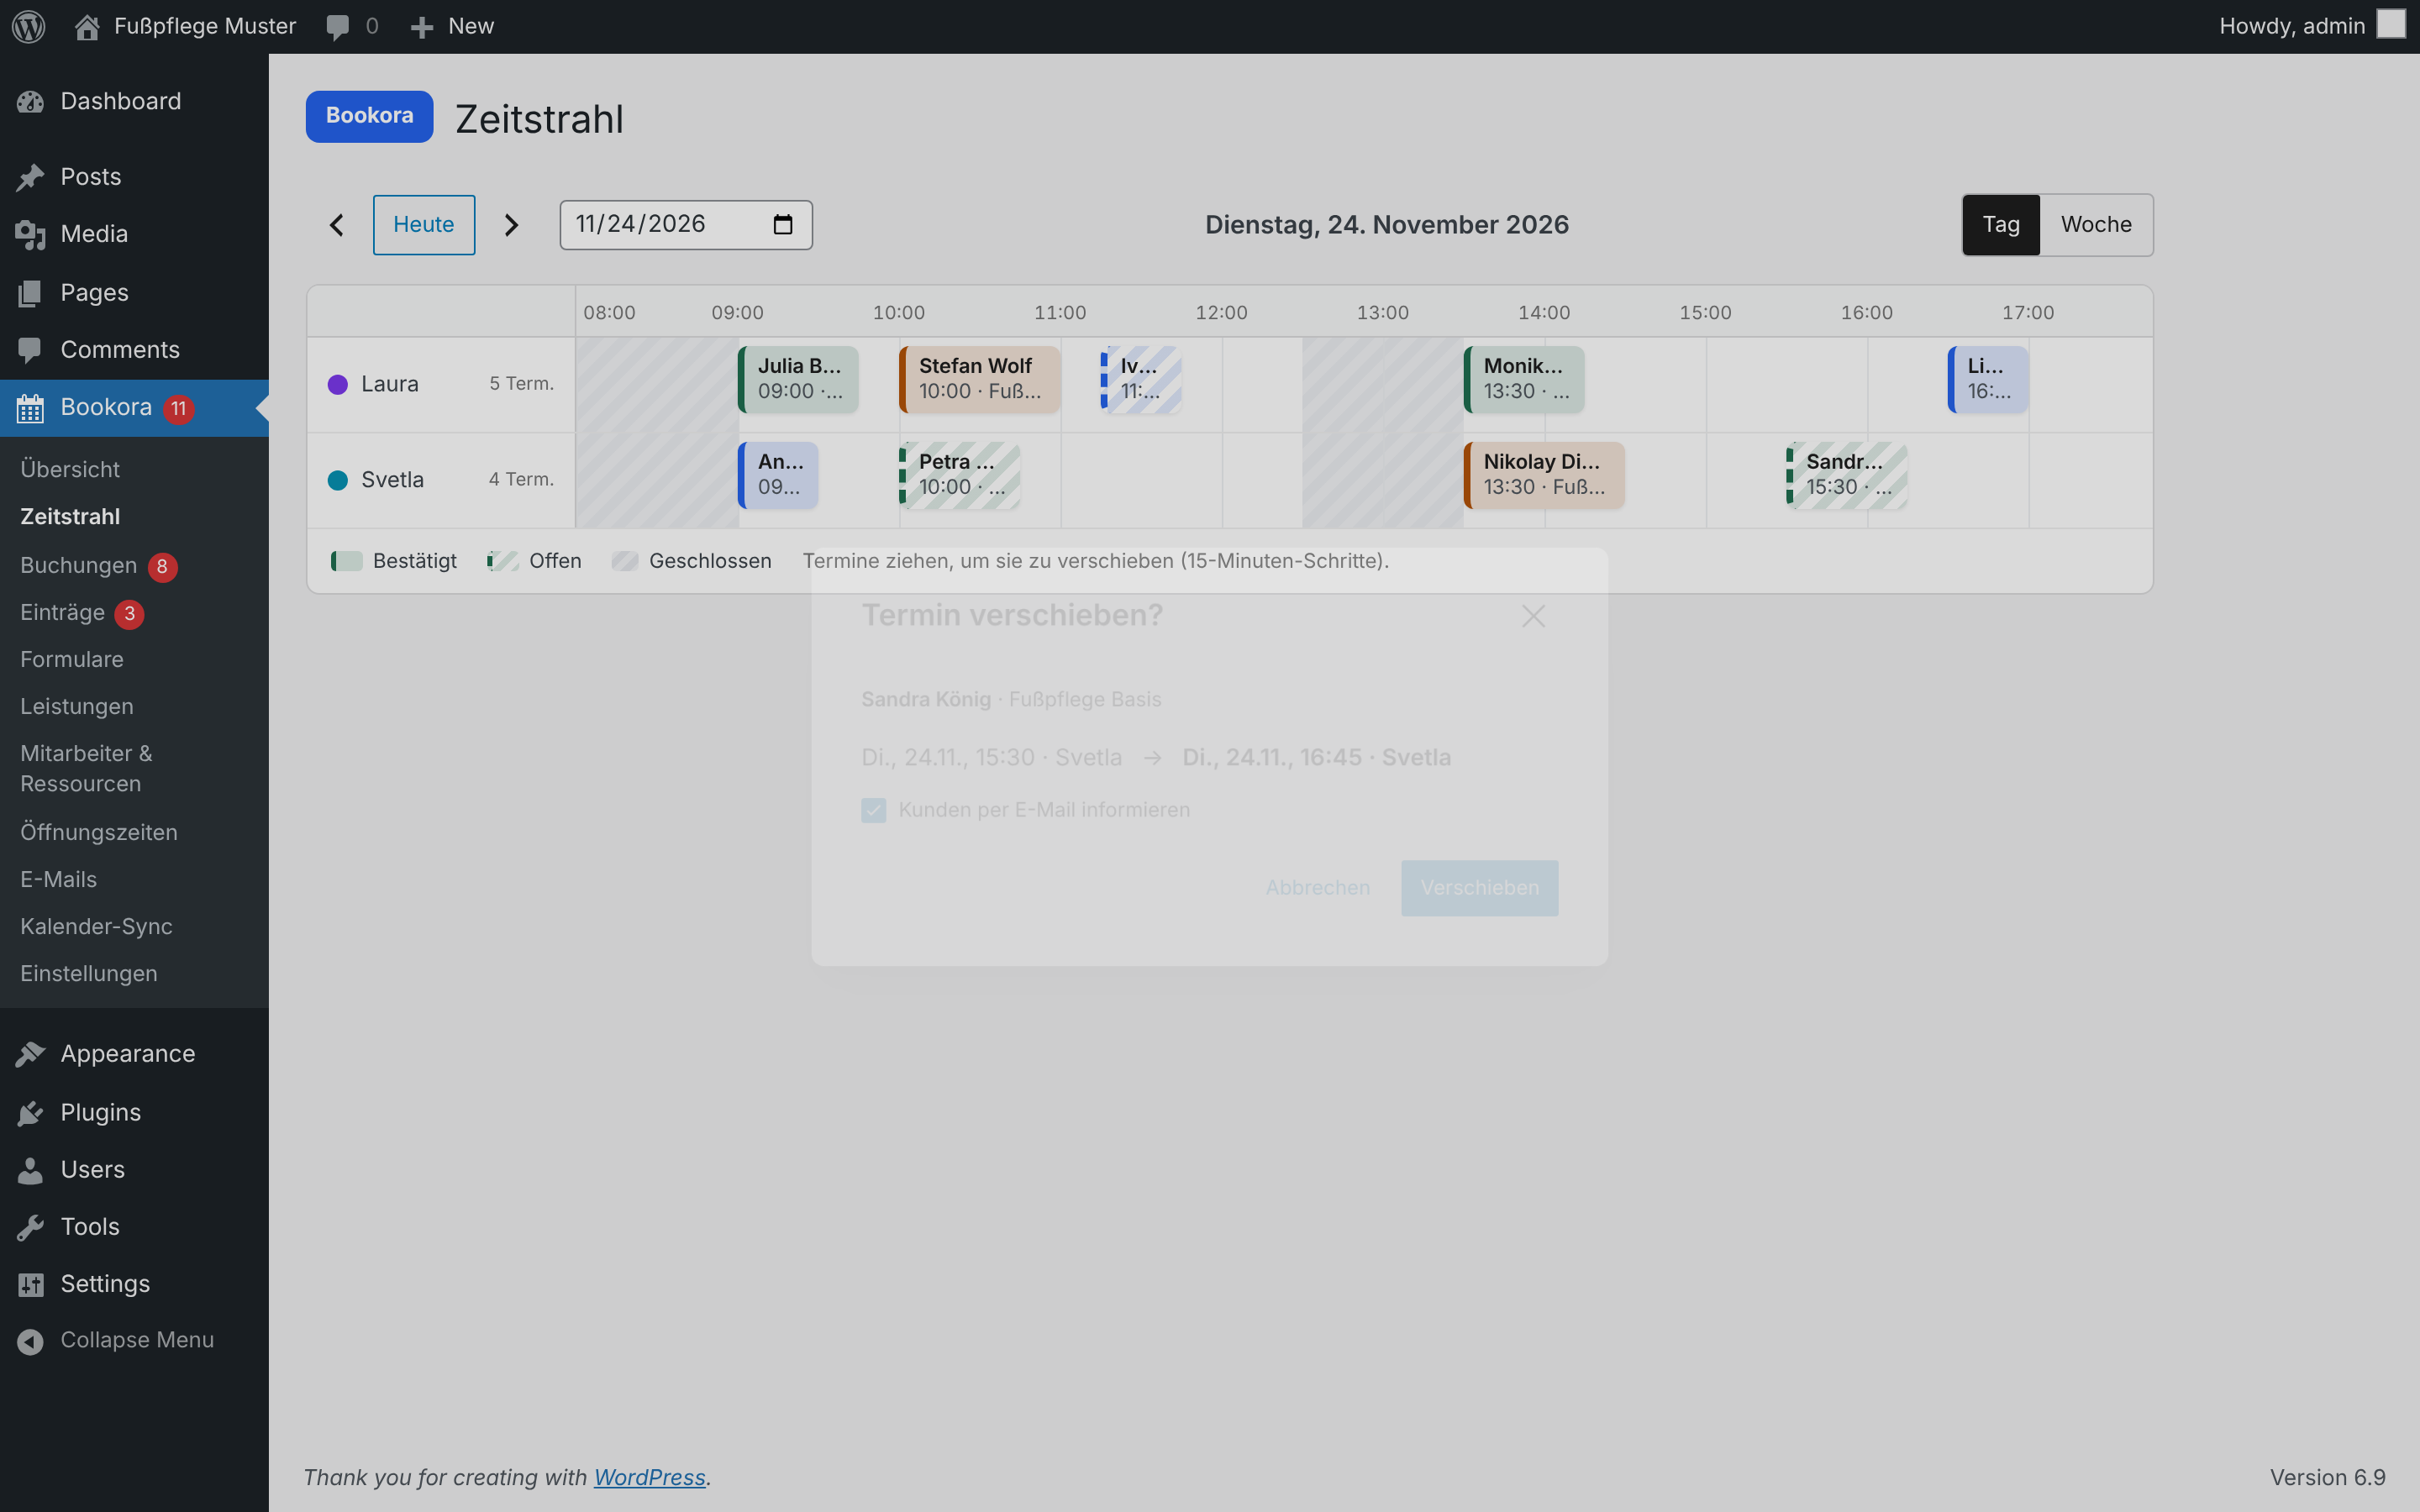 Fußpflege Muster
0
New
Howdy, admin
Dashboard
Posts
Media
Pages
Comments
Bookora 11
Übersicht
Zeitstrahl
Buchungen 8
Einträge 3
Formulare
Leistungen
Mitarbeiter &
Ressourcen
Öffnungszeiten
E-Mails
Kalender-Sync
Einstellungen
Appearance
Plugins
Users
Tools
Settings
Collapse Menu
Bookora Zeitstrahl
Heute
11/24/2026
Dienstag, 24. November 2026
Tag Woche
08:00 09:00 10:00 11:00 12:00 13:00 14:00 15:00 16:00 17:00
Laura 5 Term.
Julia B...
09:00 ·...
Stefan Wolf
10:00 · Fuß...
Iv...
11:...
Monik...
13:30 · ...
Li...
16:...
Svetla 4 Term.
An...
09...
Petra ...
10:00 · ...
Nikolay Di...
13:30 · Fuß...
Sandr...
15:30 · ...
Bestätigt Offen Geschlossen Termine ziehen, um sie zu verschieben (15-Minuten-Schritte).
Termin verschieben?
Sandra König · Fußpflege Basis
Di., 24.11., 15:30 · Svetla → Di., 24.11., 16:45 · Svetla
Kunden per E-Mail informieren
Abbrechen Verschieben
Thank you for creating with WordPress.
Version 6.9